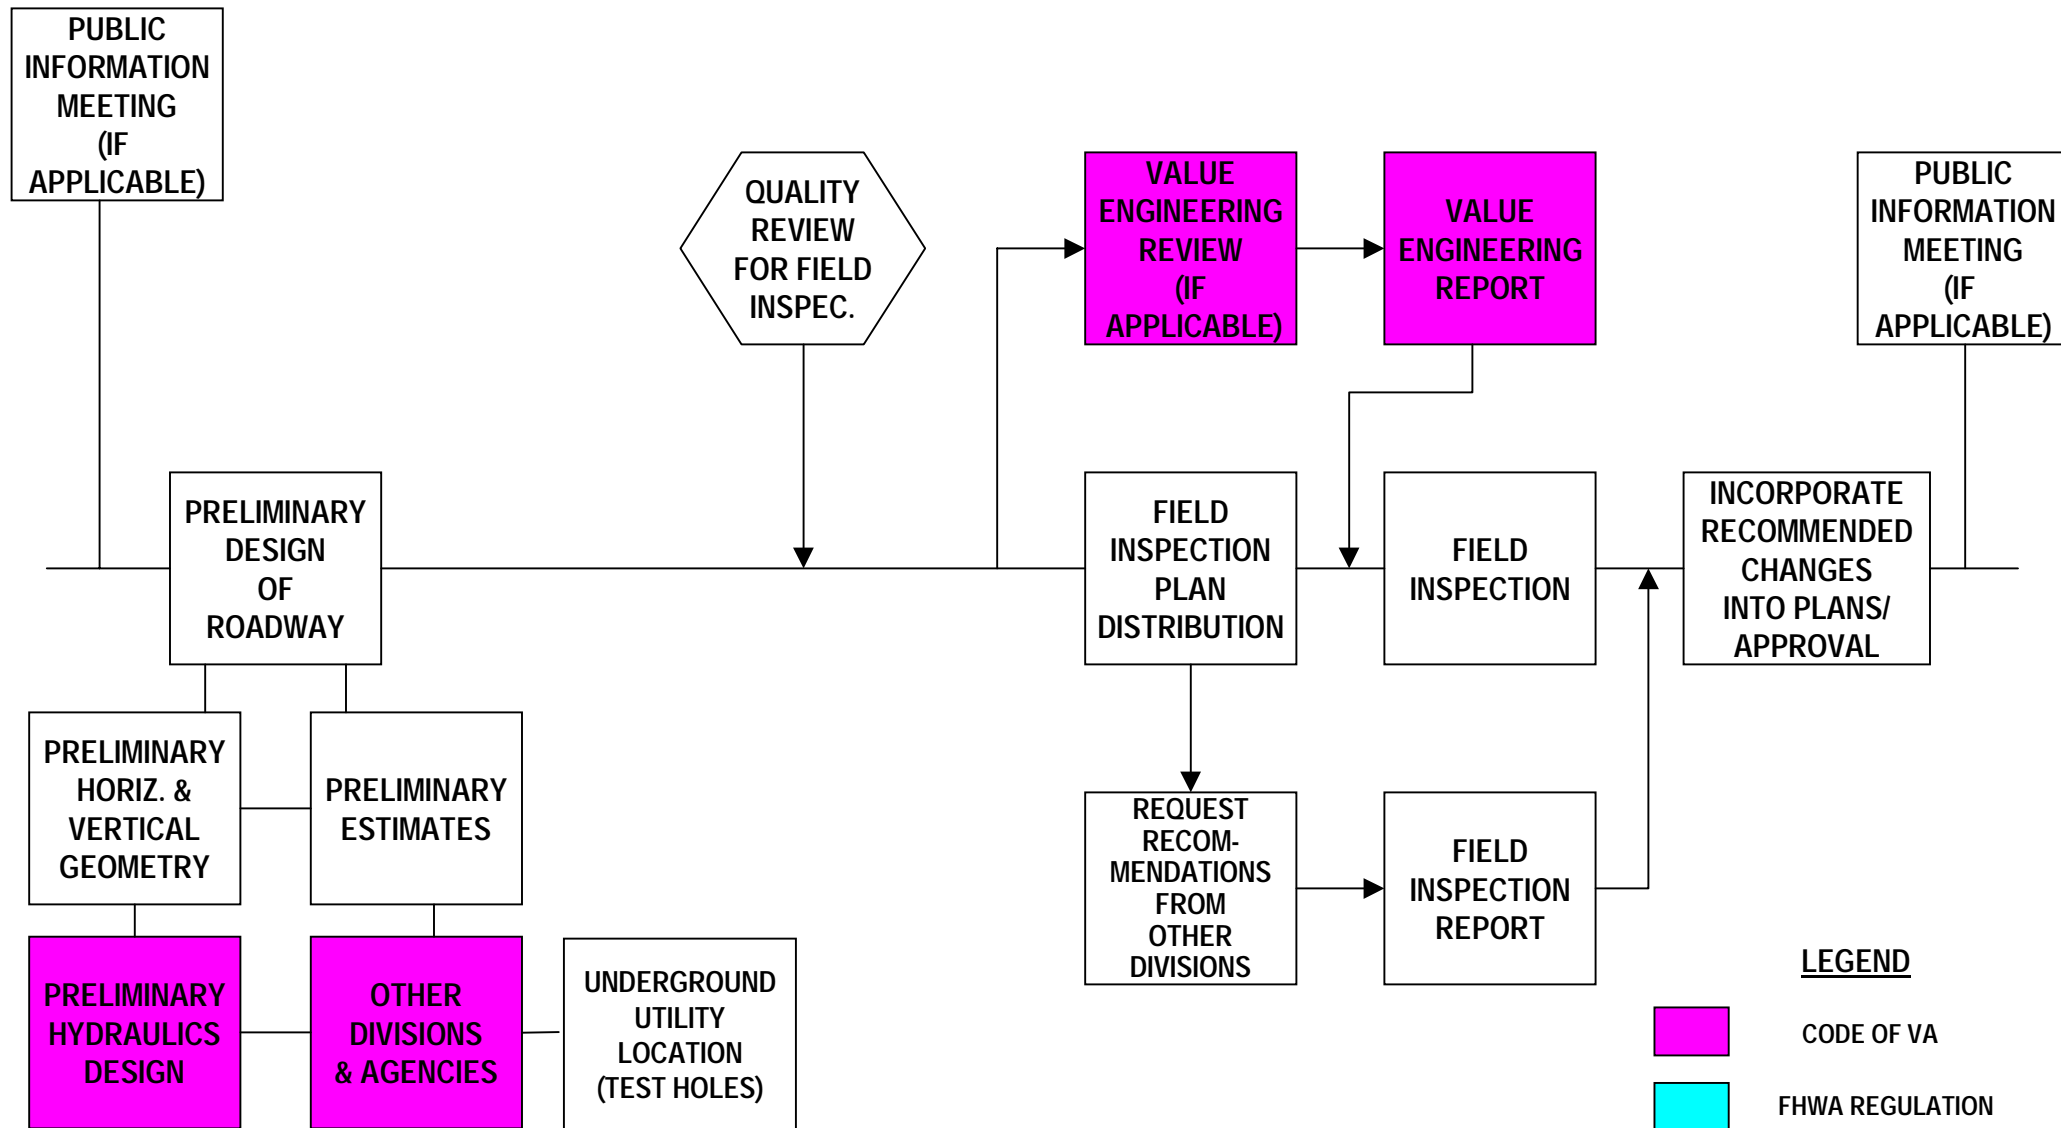 PUBLIC
INFORMATION
MEETING
(IF
APPLICABLE)
QUALITY
REVIEW
FOR FIELD
INSPEC.
VALUE
ENGINEERING
REVIEW
(IF
APPLICABLE)
VALUE
ENGINEERING
REPORT
PUBLIC
INFORMATION
MEETING
(IF
APPLICABLE)
PRELIMINARY
DESIGN
OF
ROADWAY
FIELD
INSPECTION
PLAN
DISTRIBUTION
FIELD
INSPECTION
INCORPORATE
RECOMMENDED
CHANGES
INTO PLANS/
APPROVAL
PRELIMINARY
HORIZ. &
VERTICAL
GEOMETRY
PRELIMINARY
ESTIMATES
REQUEST
RECOM-
MENDATIONS
FROM
OTHER
DIVISIONS
FIELD
INSPECTION
REPORT
PRELIMINARY
HYDRAULICS
DESIGN
OTHER
DIVISIONS
& AGENCIES
UNDERGROUND
UTILITY
LOCATION
(TEST HOLES)
LEGEND
CODE OF VA
FHWA REGULATION